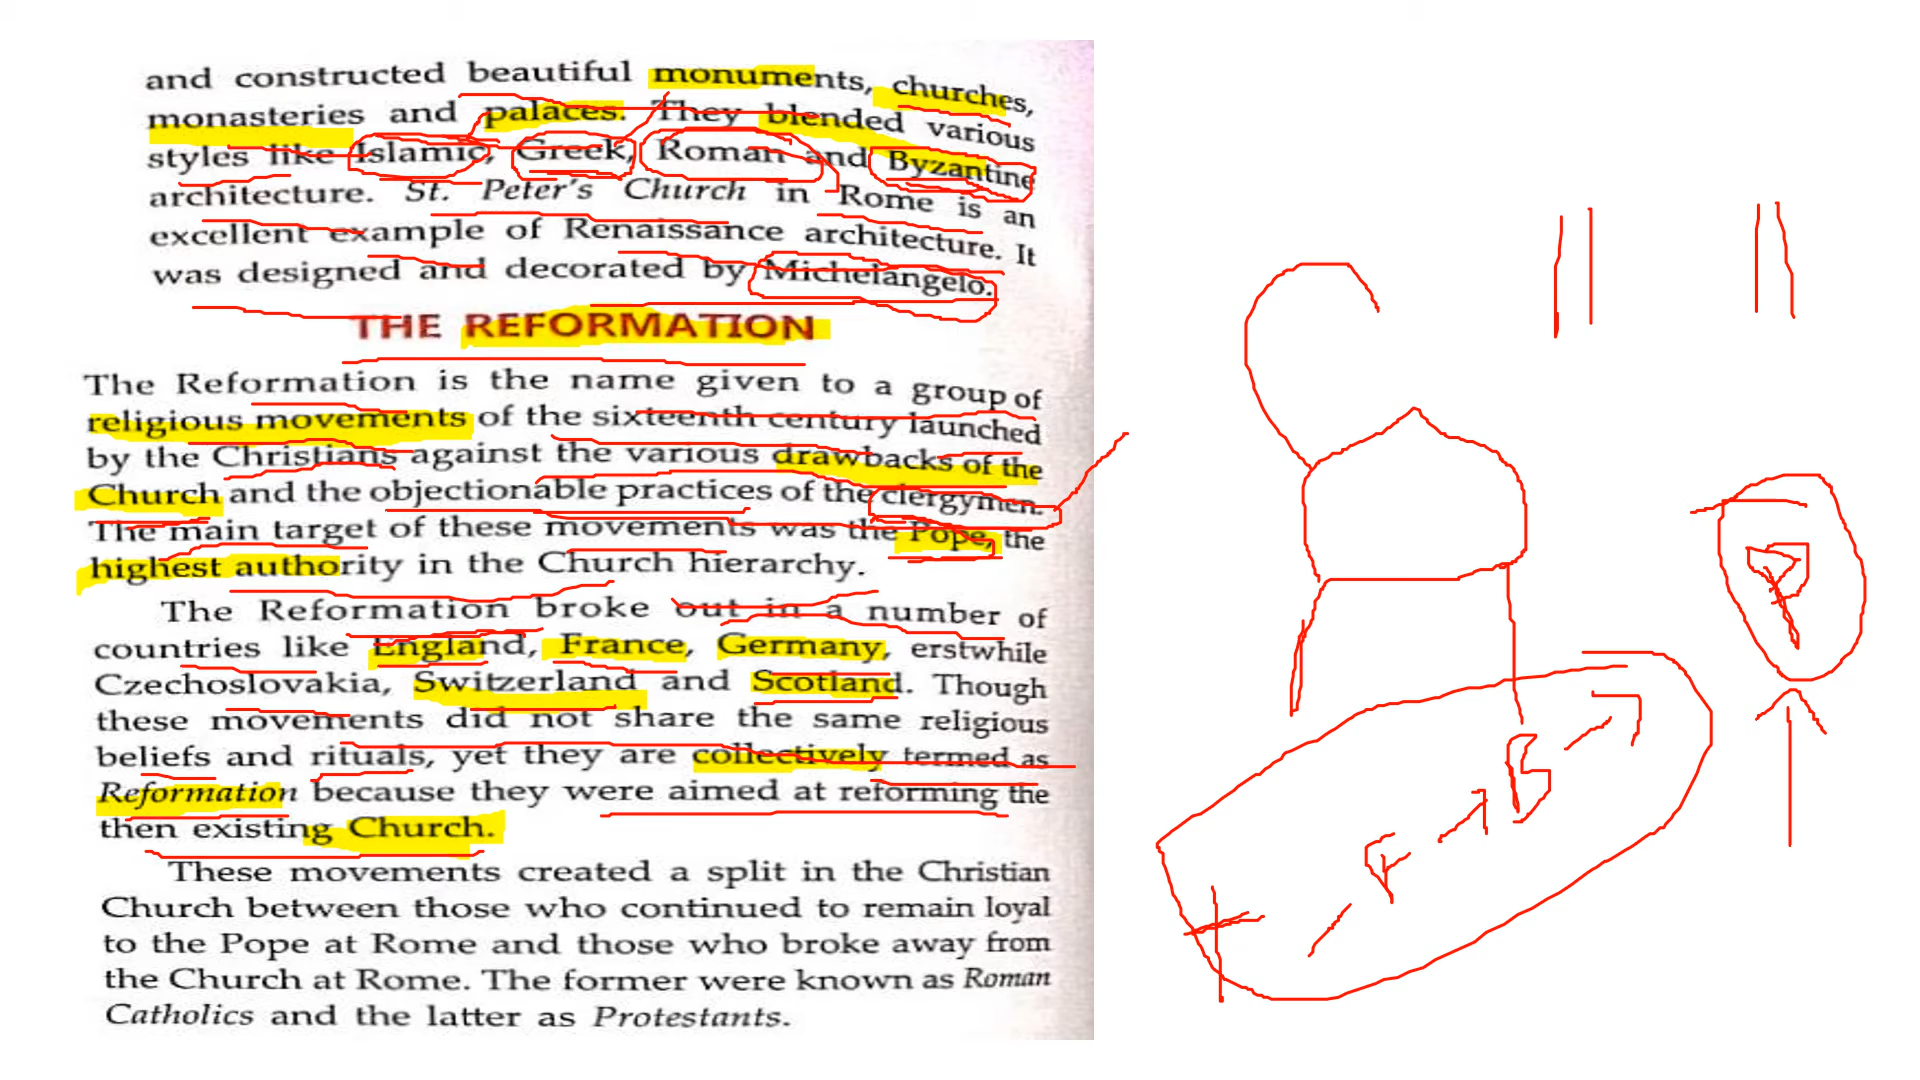 and constructed beautiful monuments, churches,
monasteries and palaces. They blended various
styles like Islamic, Greek, Roman and Byzantine
architecture. St. Peter's Church in Rome is an
excellent example of Renaissance architecture. It
was designed and decorated by Michelangelo.
THE REFORMATION
The Reformation is the name given to a group of
religious movements of the sixteenth century launched
by the Christians against the various drawbacks of the
Church and the objectionable practices of the clergymen.
The main target of these movements was the Pope, the
highest authority in the Church hierarchy.
The Reformation broke out in a number of
countries like England, France, Germany, erstwhile
Czechoslovakia, Switzerland and Scotland. Though
these movements did not share the same religious
beliefs and rituals, yet they are collectively termed as
Reformation because they were aimed at reforming the
then existing Church.
These movements created a split in the Christian
Church between those who continued to remain loyal
to the Pope at Rome and those who broke away from
the Church at Rome. The former were known as Roman
Catholics and the latter as Protestants.